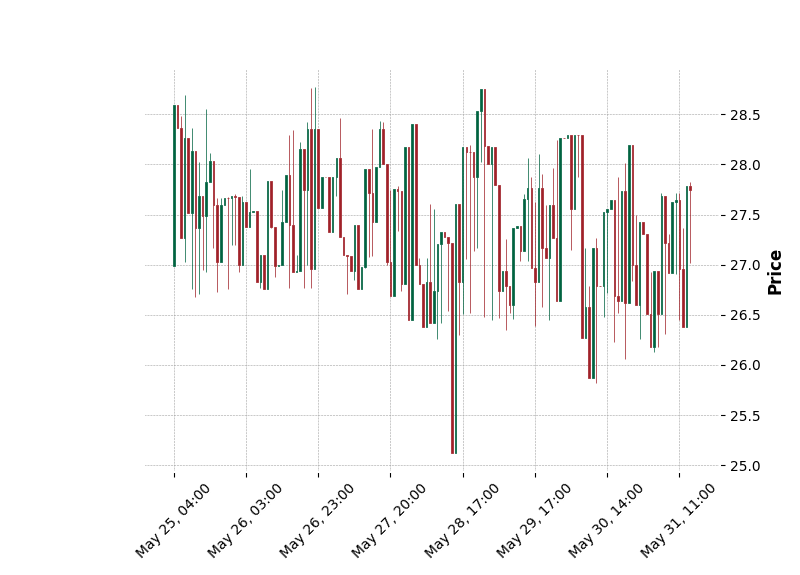 28.5
28.0
27.5
27.0
26.5
26.0
25.5
25.0
Price
May 25, 04:00
May 26, 03:00
May 26, 23:00
May 27, 20:00
May 28, 17:00
May 29, 17:00
May 30, 14:00
May 31, 11:00